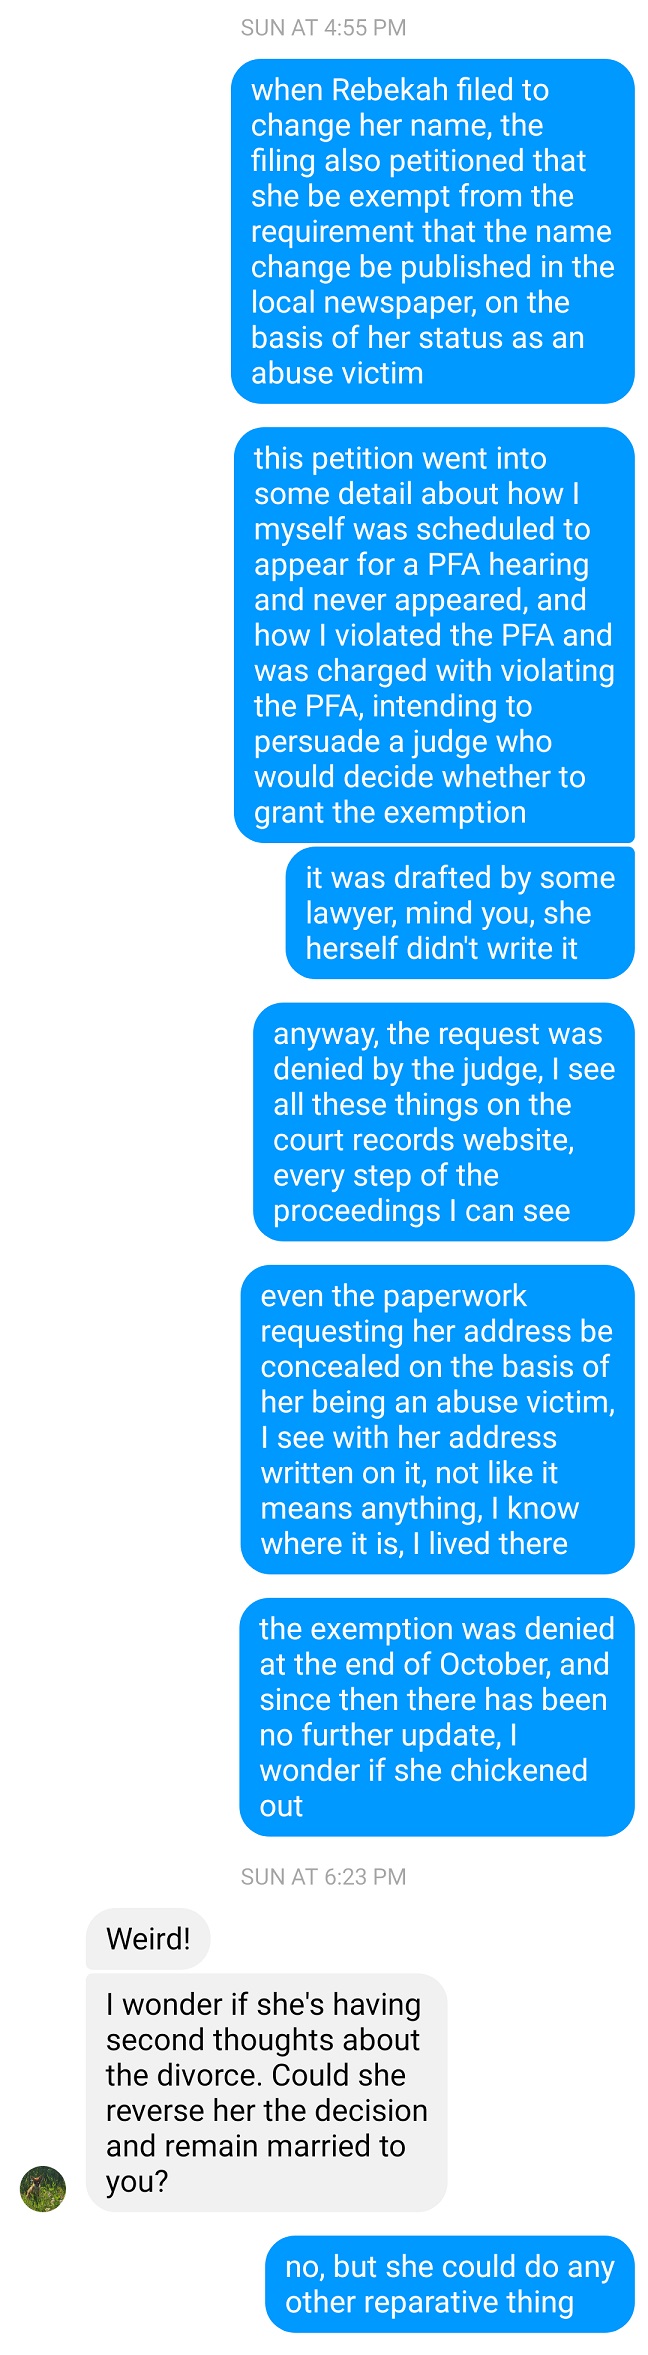 SUN AT 4:55 PM
when Rebekah filed to
change her name, the
filing also petitioned that
she be exempt from the
requirement that the name
change be published in the
local newspaper, on the
basis of her status as an
abuse victim
this petition went into
some detail about how I
myself was scheduled to
appear for a PFA hearing
and never appeared, and
how I violated the PFA and
was charged with violating
the PFA, intending to
persuade a judge who
would decide whether to
grant the exemption
it was drafted by some
lawyer, mind you, she
herself didn't write it
anyway, the request was
denied by the judge, I see
all these things on the
court records website,
every step of the
proceedings I can see
even the paperwork
requesting her address be
concealed on the basis of
her being an abuse victim,
I see with her address
written on it, not like it
means anything, I know
where it is, I lived there
the exemption was denied
at the end of October, and
since then there has been
no further update, I
wonder if she chickened
out
SUN AT 6:23 PM
Weird!
I wonder if she's having
second thoughts about
the divorce. Could she
reverse her the decision
and remain married to
you?
no, but she could do any
other reparative thing